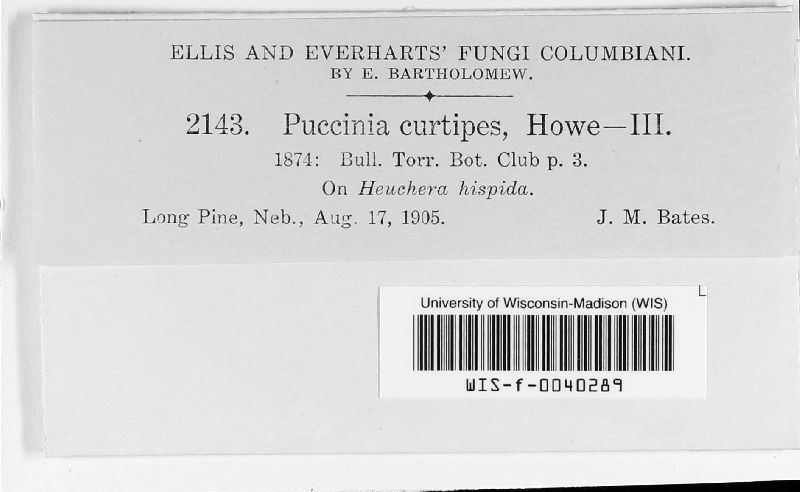 ELLIS AND EVERHARTS' FUNGI COLUMBIANI.
BY E. BARTHOLOMEW.
2143. Puccinia curtipes, Howe—III.
1874: Bull. Torr. Bot. Club p. 3.
On Heuchera hispida.
Long Pine, Neb., Aug. 17, 1905. J. M. Bates.
University of Wisconsin-Madison (WIS)
WIS-f-0040289